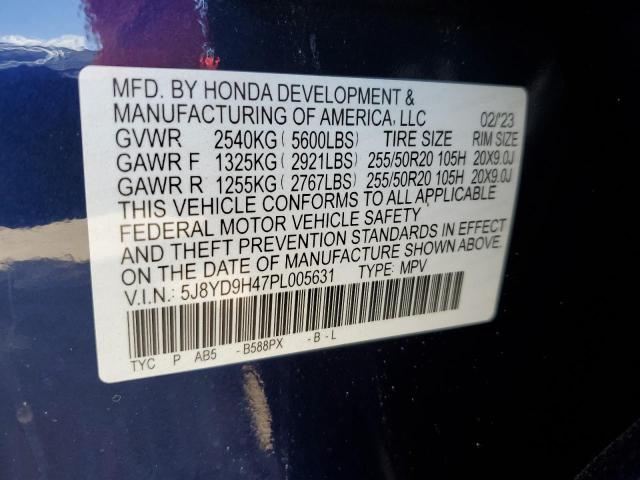 MFD. BY HONDA DEVELOPMENT &
MANUFACTURING OF AMERICA, LLC 02/'23
GVWR 2540KG ( 5600LBS ) TIRE SIZE RIM SIZE
GAWR F 1325KG ( 2921LBS ) 255/50R20 105H 20X9.0J
GAWR R 1255KG ( 2767LBS ) 255/50R20 105H 20X9.0J
THIS VEHICLE CONFORMS TO ALL APPLICABLE
FEDERAL MOTOR VEHICLE SAFETY
AND THEFT PREVENTION STANDARDS IN EFFECT
ON THE DATE OF MANUFACTURE SHOWN ABOVE.
V.I.N.: 5J8YD9H47PL005631 TYPE: MPV
TYC P AB5 -B588PX -B-L